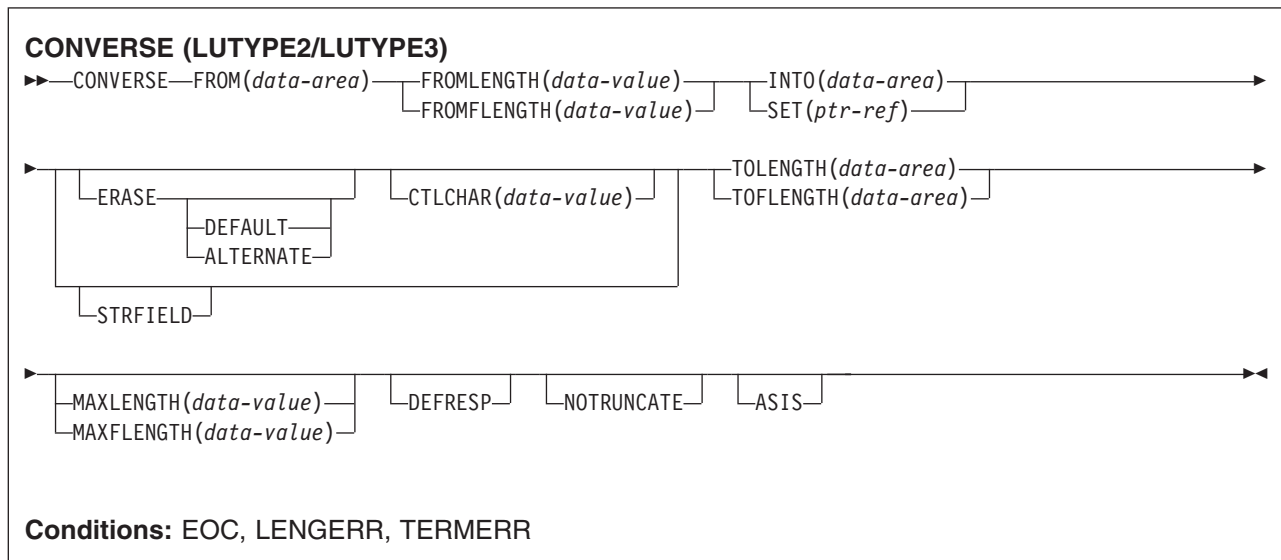 CONVERSE (LUTYPE2/LUTYPE3)
CONVERSE FROM(data-area) FROMLENGTH(data-value) INTO(data-area)
FROMFLENGTH(data-value) SET(ptr-ref)
TOLENGTH(data-area)
ERASE CTLCHAR(data-value) TOFLENGTH(data-area)
DEFAULT
ALTERNATE
STRFIELD
MAXLENGTH(data-value) DEFRESP NOTRUNCATE ASIS
MAXFLENGTH(data-value)
Conditions: EOC, LENGERR, TERMERR